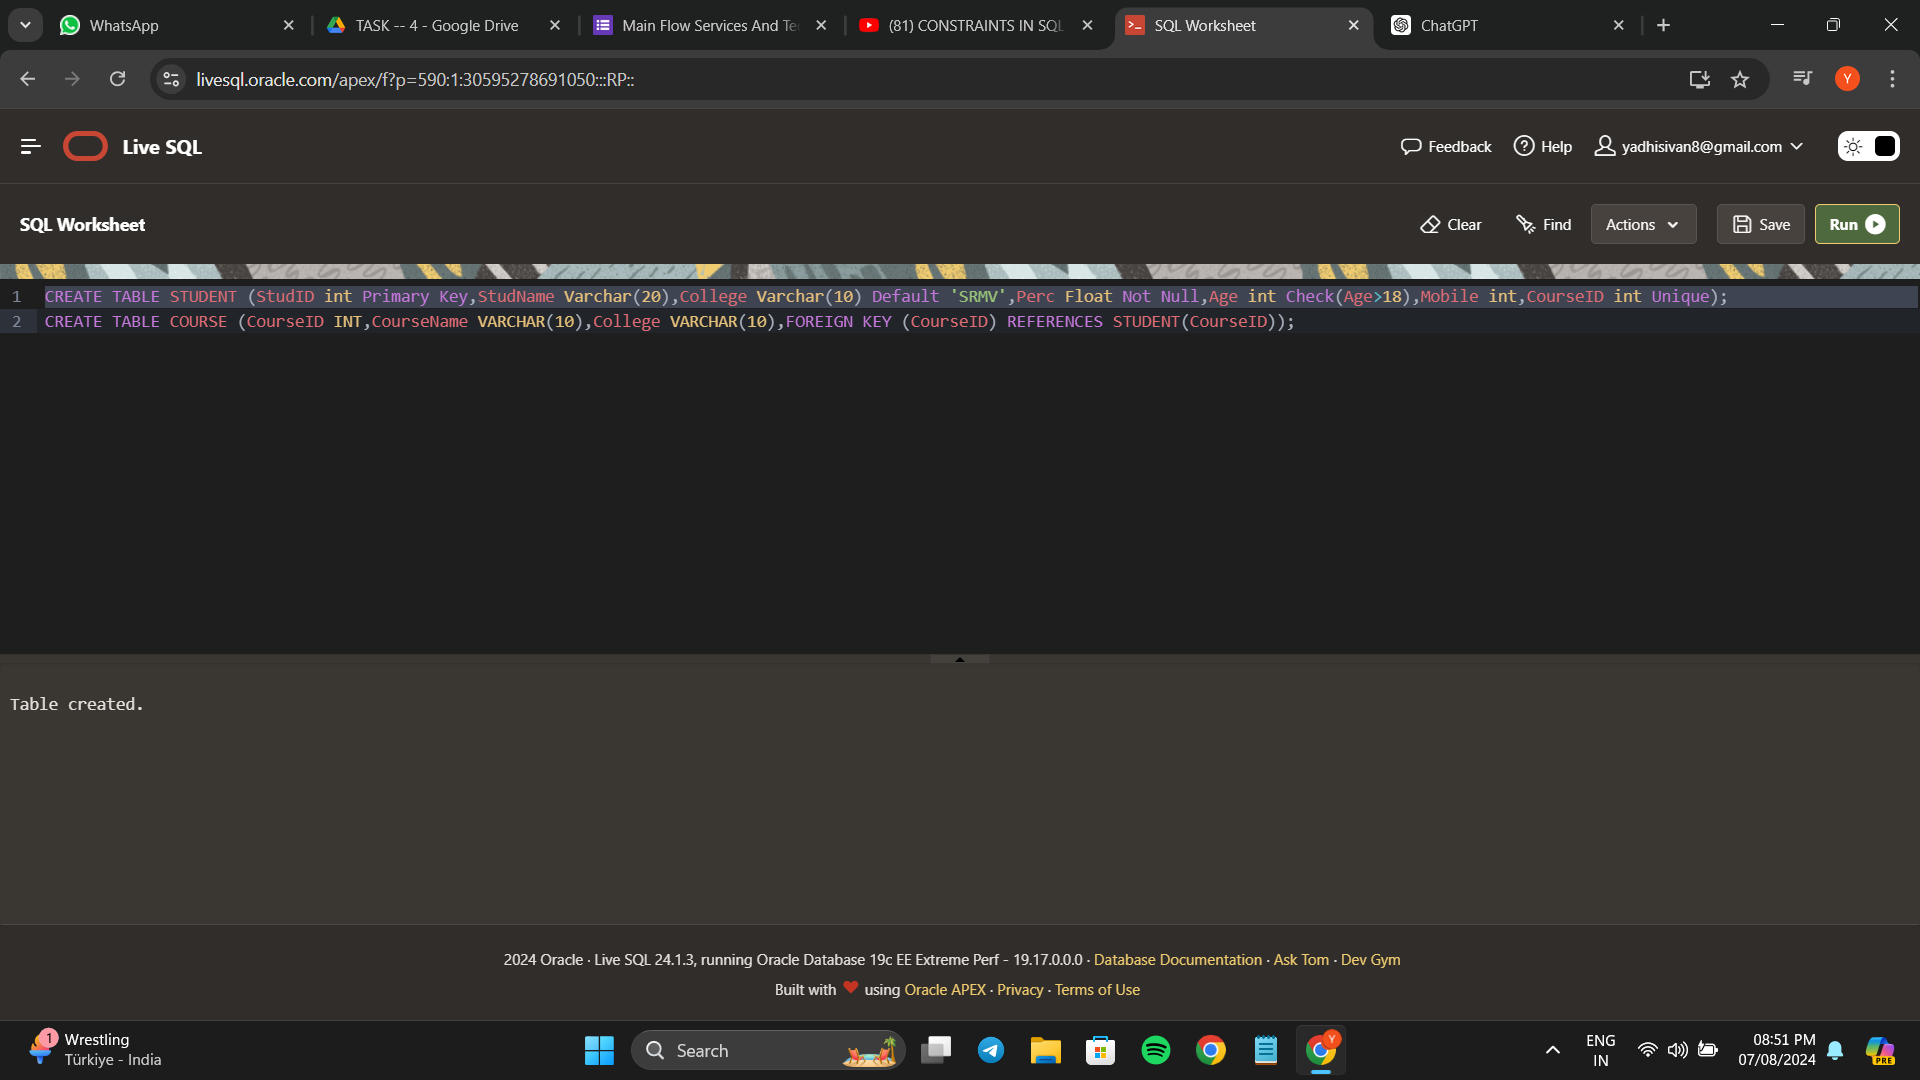 WhatsApp
TASK -- 4 - Google Drive
Main Flow Services And Te
(81) CONSTRAINTS IN SQL
SQL Worksheet
ChatGPT
livesql.oracle.com/apex/f?p=590:1:30595278691050:::RP::
Y
Live SQL
Feedback
Help
yadhisivan8@gmail.com
SQL Worksheet
Clear
Find
Actions
Save
Run
1 CREATE TABLE STUDENT (StudID int Primary Key,StudName Varchar(20),College Varchar(10) Default 'SRMV',Perc Float Not Null,Age int Check(Age>18),Mobile int,CourseID int Unique);
2 CREATE TABLE COURSE (CourseID INT,CourseName VARCHAR(10),College VARCHAR(10),FOREIGN KEY (CourseID) REFERENCES STUDENT(CourseID));
Table created.
2024 Oracle · Live SQL 24.1.3, running Oracle Database 19c EE Extreme Perf - 19.17.0.0.0 · Database Documentation · Ask Tom · Dev Gym
Built with ❤ using Oracle APEX · Privacy · Terms of Use
1
Wrestling
Türkiye - India
Search
Y
ENG
IN
08:51 PM
07/08/2024
PRE